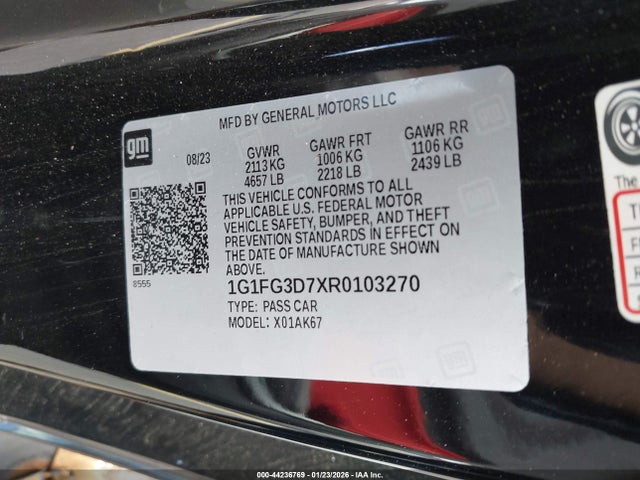 MFD BY GENERAL MOTORS LLC
gm
08/23
GVWR GAWR FRT GAWR RR
2113 KG 1006 KG 1106 KG
4657 LB 2218 LB 2439 LB
THIS VEHICLE CONFORMS TO ALL
APPLICABLE U.S. FEDERAL MOTOR
VEHICLE SAFETY, BUMPER, AND THEFT
PREVENTION STANDARDS IN EFFECT ON
THE DATE OF MANUFACTURE SHOWN
ABOVE.
8555
1G1FG3D7XR0103270
TYPE: PASS CAR
MODEL: X01AK67
The
000-44236769 - 01/23/2026 - IAA Inc.